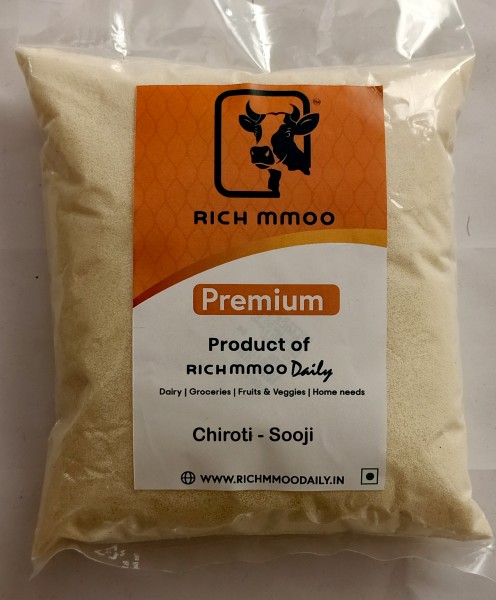 RICH MMOO
Premium
Product of
RICHMMOO Daily
Dairy | Groceries | Fruits & Veggies | Home needs
Chiroti - Sooji
WWW.RICHMMOODAILY.IN